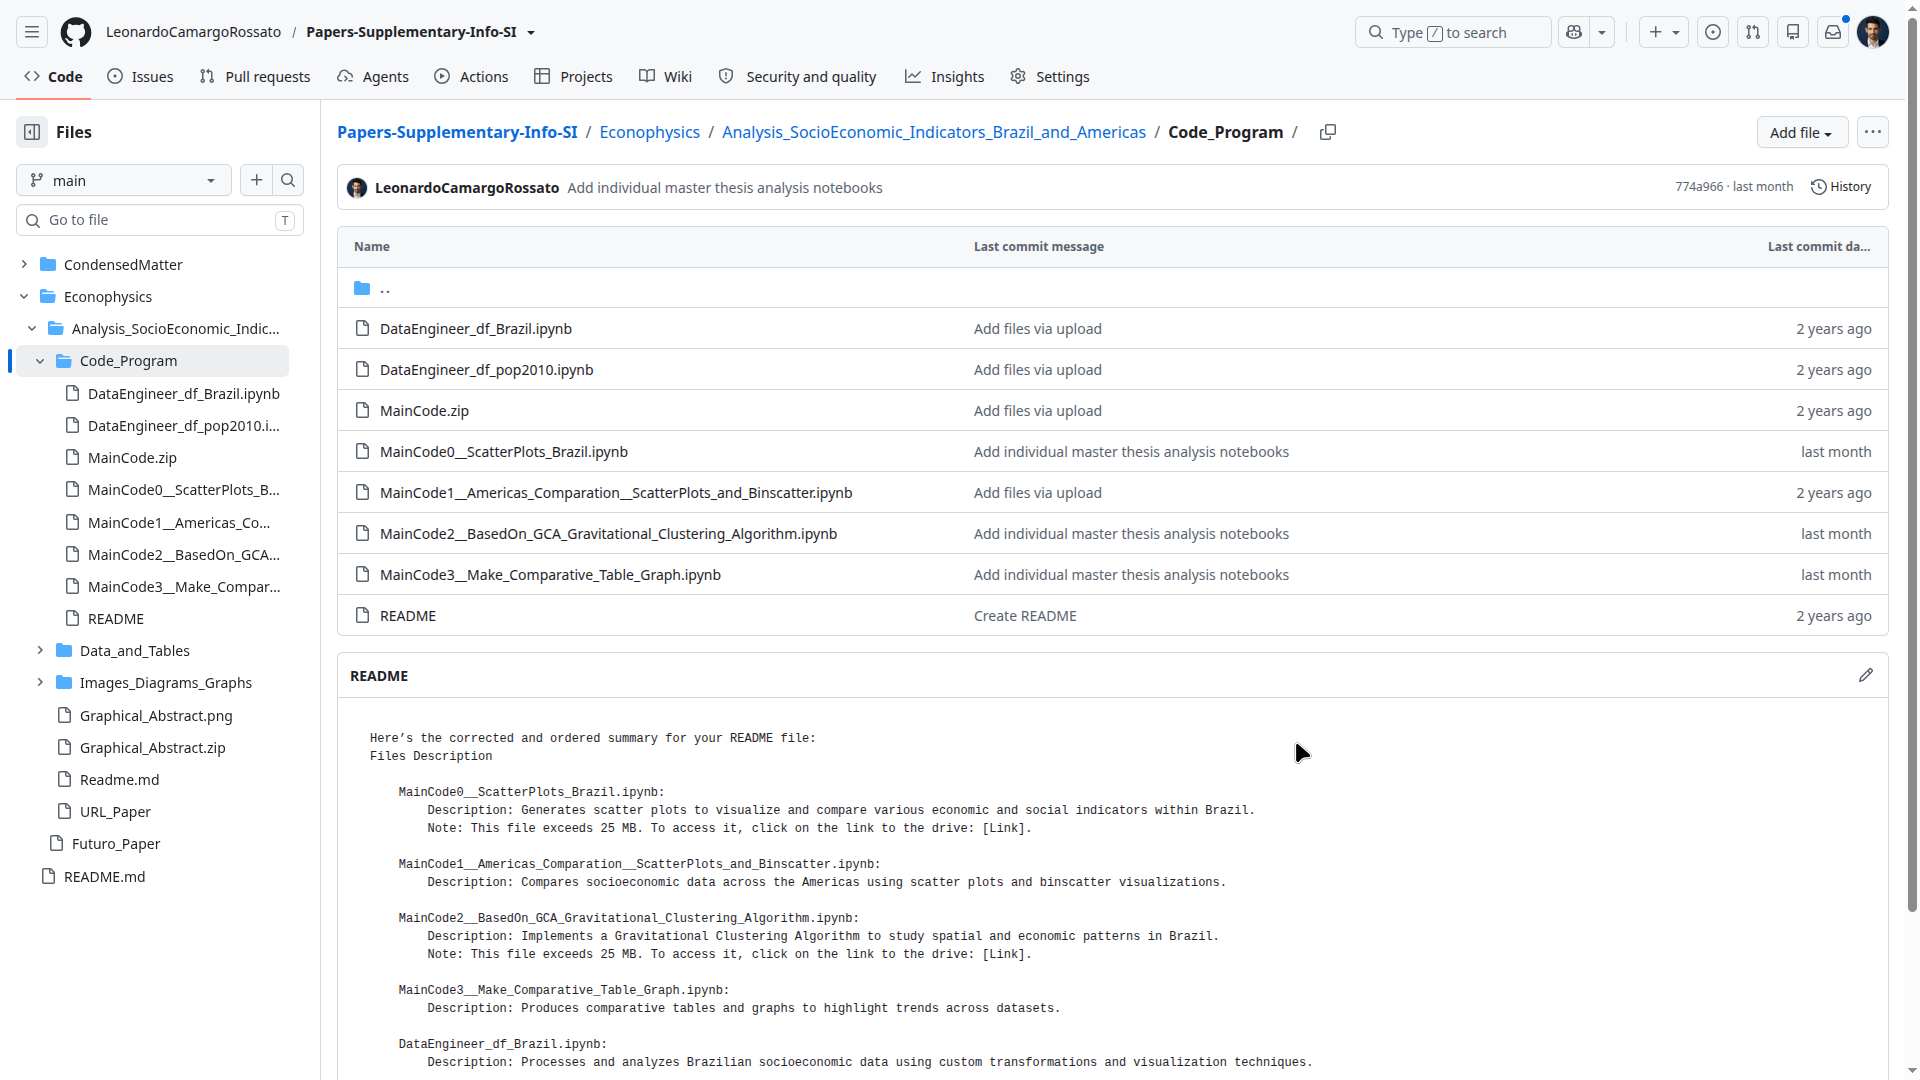 LeonardoCamargoRossato / Papers-Supplementary-Info-SI
Type / to search
Code
Issues
Pull requests
Agents
Actions
Projects
Wiki
Security and quality
Insights
Settings
Files
main
Go to file
T
CondensedMatter
Econophysics
Analysis_SocioEconomic_Indic...
Code_Program
DataEngineer_df_Brazil.ipynb
DataEngineer_df_pop2010.i...
MainCode.zip
MainCode0__ScatterPlots_B...
MainCode1__Americas_Co...
MainCode2__BasedOn_GCA...
MainCode3__Make_Compar...
README
Data_and_Tables
Images_Diagrams_Graphs
Graphical_Abstract.png
Graphical_Abstract.zip
Readme.md
URL_Paper
Futuro_Paper
README.md
Papers-Supplementary-Info-SI / Econophysics / Analysis_SocioEconomic_Indicators_Brazil_and_Americas / Code_Program /
Add file
LeonardoCamargoRossato Add individual master thesis analysis notebooks
774a966 · last month
History
Name Last commit message Last commit da...
..
DataEngineer_df_Brazil.ipynb Add files via upload 2 years ago
DataEngineer_df_pop2010.ipynb Add files via upload 2 years ago
MainCode.zip Add files via upload 2 years ago
MainCode0__ScatterPlots_Brazil.ipynb Add individual master thesis analysis notebooks last month
MainCode1__Americas_Comparation__ScatterPlots_and_Binscatter.ipynb Add files via upload 2 years ago
MainCode2__BasedOn_GCA_Gravitational_Clustering_Algorithm.ipynb Add individual master thesis analysis notebooks last month
MainCode3__Make_Comparative_Table_Graph.ipynb Add individual master thesis analysis notebooks last month
README Create README 2 years ago
README
Here’s the corrected and ordered summary for your README file:
Files Description
MainCode0__ScatterPlots_Brazil.ipynb:
Description: Generates scatter plots to visualize and compare various economic and social indicators within Brazil.
Note: This file exceeds 25 MB. To access it, click on the link to the drive: [Link].
MainCode1__Americas_Comparation__ScatterPlots_and_Binscatter.ipynb:
Description: Compares socioeconomic data across the Americas using scatter plots and binscatter visualizations.
MainCode2__BasedOn_GCA_Gravitational_Clustering_Algorithm.ipynb:
Description: Implements a Gravitational Clustering Algorithm to study spatial and economic patterns in Brazil.
Note: This file exceeds 25 MB. To access it, click on the link to the drive: [Link].
MainCode3__Make_Comparative_Table_Graph.ipynb:
Description: Produces comparative tables and graphs to highlight trends across datasets.
DataEngineer_df_Brazil.ipynb:
Description: Processes and analyzes Brazilian socioeconomic data using custom transformations and visualization techniques.